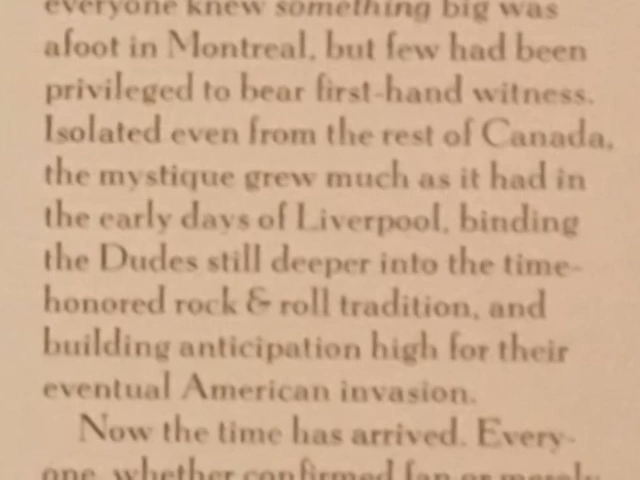 everyone knew something big was
afoot in Montreal, but few had been
privileged to bear first-hand witness.
Isolated even from the rest of Canada,
the mystique grew much as it had in
the early days of Liverpool, binding
the Dudes still deeper into the time-
honored rock & roll tradition, and
building anticipation high for their
eventual American invasion.
Now the time has arrived. Every-
one, whether confirmed fan or merely